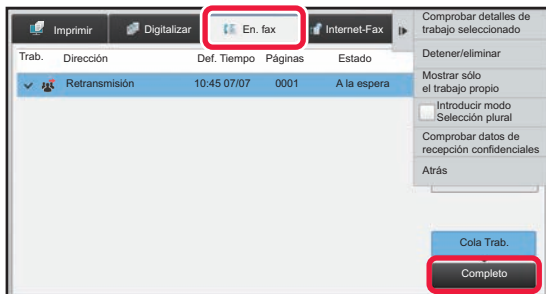 Imprimir
Digitalizar
En. fax
Internet-Fax
Trab. Dirección Def. Tiempo Páginas Estado
Retransmisión 10:45 07/07 0001 A la espera
Comprobar detalles de
trabajo seleccionado
Detener/eliminar
Mostrar sólo
el trabajo propio
Introducir modo
Selección plural
Comprobar datos de
recepción confidenciales
Atrás
Cola Trab.
Completo